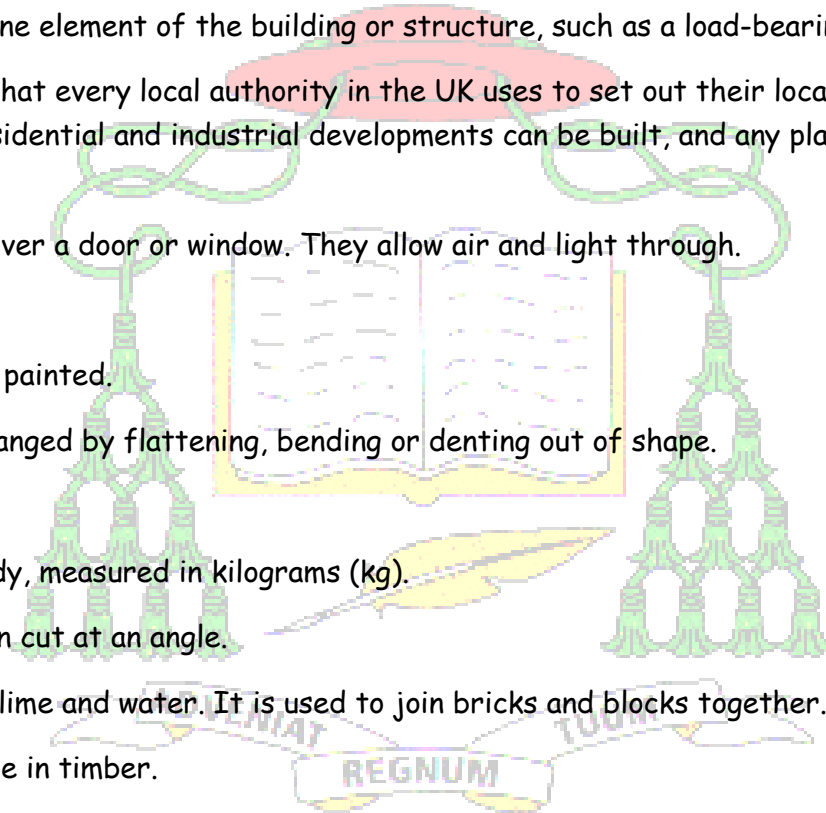 ne element of the building or structure, such as a load-bearin
hat every local authority in the UK uses to set out their loca
sidential and industrial developments can be built, and any pla
ver a door or window. They allow air and light through.
painted.
anged by flattening, bending or denting out of shape.
dy, measured in kilograms (kg).
n cut at an angle.
lime and water. It is used to join bricks and blocks together.
ADVENIAT
TUUM
REGNUM
e in timber.